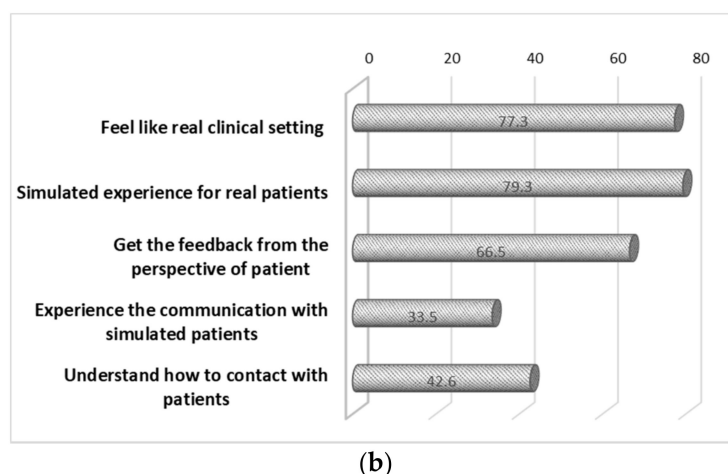 0 20 40 60 80
Feel like real clinical setting
77.3
Simulated experience for real patients
79.3
Get the feedback from the
perspective of patient
66.5
Experience the communication with
simulated patients
33.5
Understand how to contact with
patients
42.6
(b)